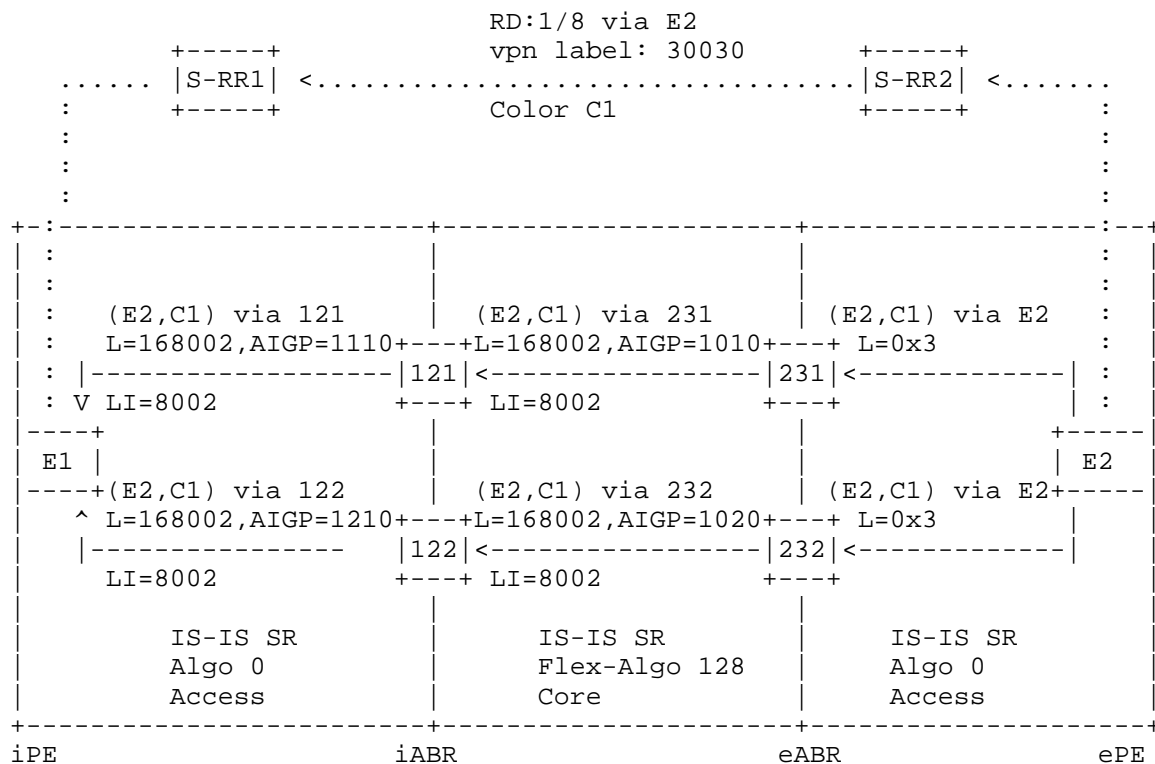 RD:1/8 via E2
vpn label: 30030
S-RR1 S-RR2
Color C1
(E2,C1) via 121 (E2,C1) via 231 (E2,C1) via E2
L=168002,AIGP=1110 L=168002,AIGP=1010 L=0x3
121 231
V LI=8002 LI=8002
E1 E2
(E2,C1) via 122 (E2,C1) via 232 (E2,C1) via E2
L=168002,AIGP=1210 L=168002,AIGP=1020 L=0x3
122 232
LI=8002 LI=8002
IS-IS SR IS-IS SR IS-IS SR
Algo 0 Flex-Algo 128 Algo 0
Access Core Access
iPE iABR eABR ePE